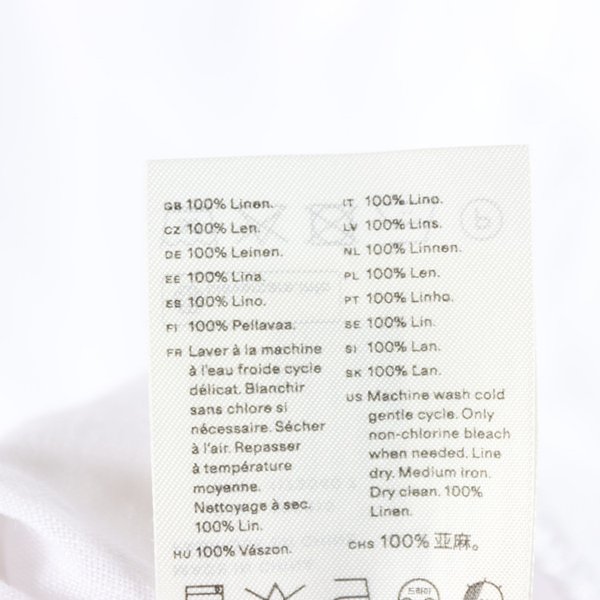 GB 100% Linen.
CZ 100% Len.
DE 100% Leinen.
EE 100% Lina.
ES 100% Lino.
FI 100% Pellavaa.
FR Laver à la machine
à l'eau froide cycle
délicat. Blanchir
sans chlore si
nécessaire. Sécher
à l'air. Repasser
à température
moyenne.
Nettoyage à sec.
100% Lin.
HU 100% Vászon.
IT 100% Lino.
LV 100% Lins.
NL 100% Linnen.
PL 100% Len.
PT 100% Linho.
SE 100% Lin.
SI 100% Lan.
SK 100% Ľan.
US Machine wash cold
gentle cycle. Only
non-chlorine bleach
when needed. Line
dry. Medium iron.
Dry clean. 100%
Linen.
CHS 100% 亚麻。
드라이